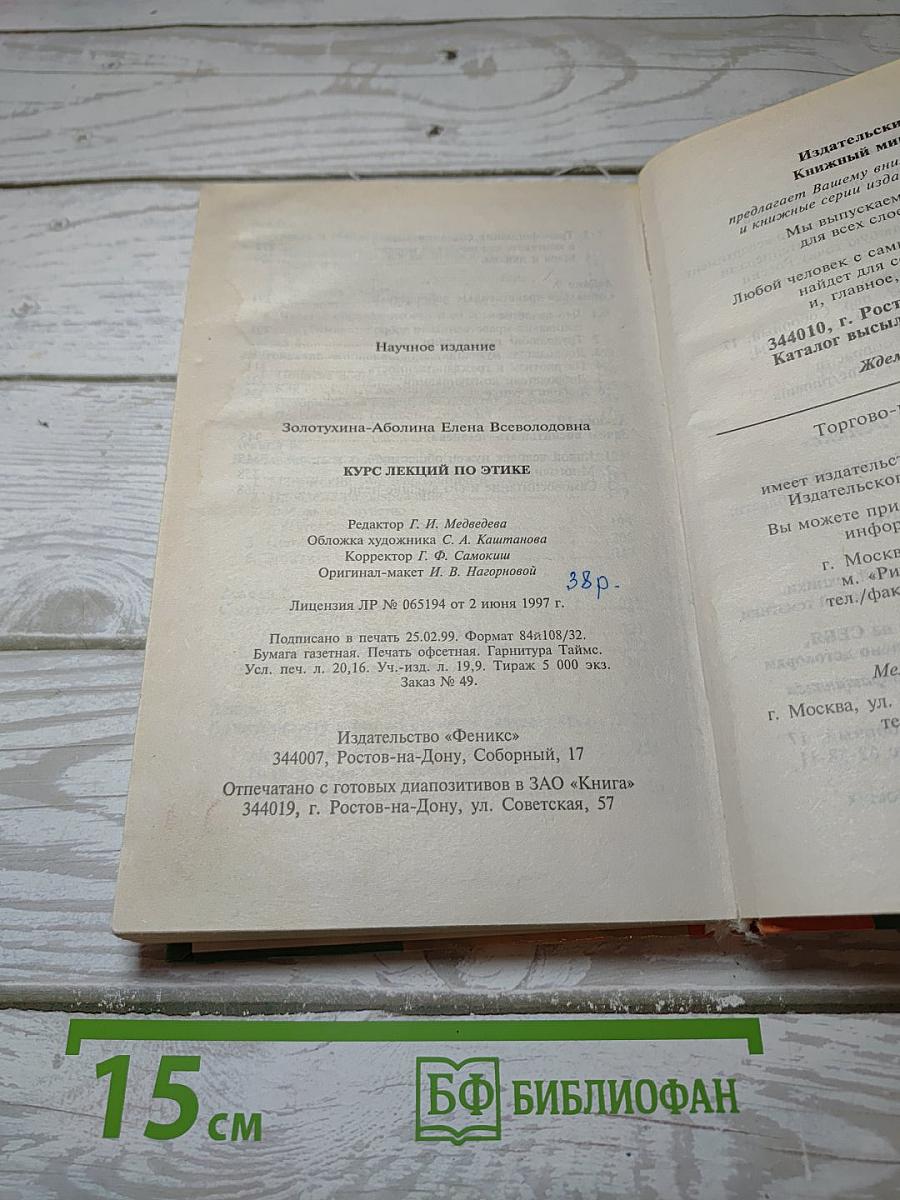 Научное издание
Золотухина-Аболина Елена Всеволодовна
КУРС ЛЕКЦИЙ ПО ЭТИКЕ
Редактор Г. И. Медведева
Обложка художника С. А. Каштанова
Корректор Г. Ф. Самокиш
Оригинал-макет И. В. Нагорновой
38р.
Лицензия ЛР № 065194 от 2 июня 1997 г.
Подписано в печать 25.02.99. Формат 84й108/32.
Бумага газетная. Печать офсетная. Гарнитура Таймс.
Усл. печ. л. 20,16. Уч.-изд. л. 19,9. Тираж 5 000 экз.
Заказ № 49.
Издательство «Феникс»
344007, Ростов-на-Дону, Соборный, 17
Отпечатано с готовых диапозитивов в ЗАО «Книга»
344019, г. Ростов-на-Дону, ул. Советская, 57
Издательски
Книжный ми
предлагает Вашему вни
и книжные серии изда
Мы выпускаем
для всех слое
Любой человек с сам
найдет для с
и, главное,
344010, г. Рост
Каталог высыл
Ждем
Торгово-
имеет издательст
Издательског
Вы можете при
инфор
г. Москв
м. «Ри
тел./фак
Ме
г. Москва, ул.
те
15 см
БФ БИБЛИОФАН